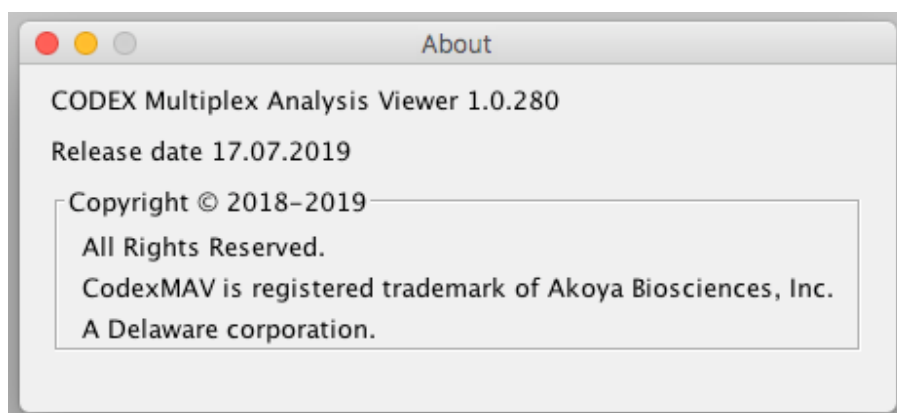 About
CODEX Multiplex Analysis Viewer 1.0.280
Release date 17.07.2019
Copyright © 2018–2019
All Rights Reserved.
CodexMAV is registered trademark of Akoya Biosciences, Inc.
A Delaware corporation.